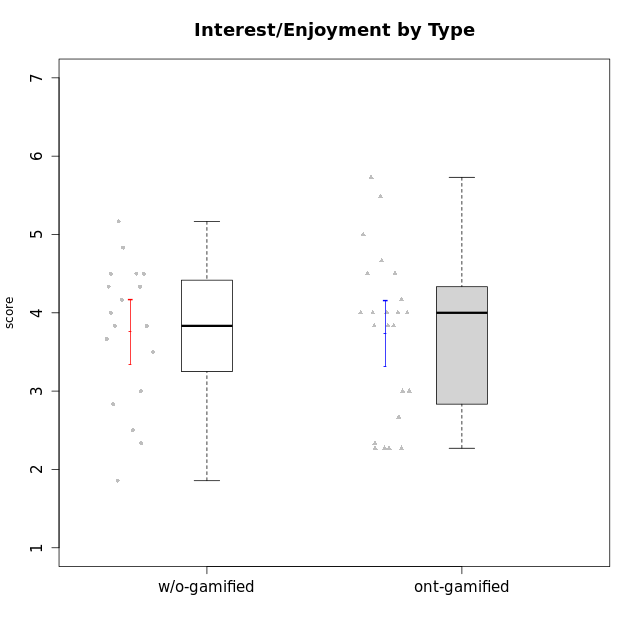 Interest/Enjoyment by Type
score
7
6
5
4
3
2
1
w/o-gamified
ont-gamified